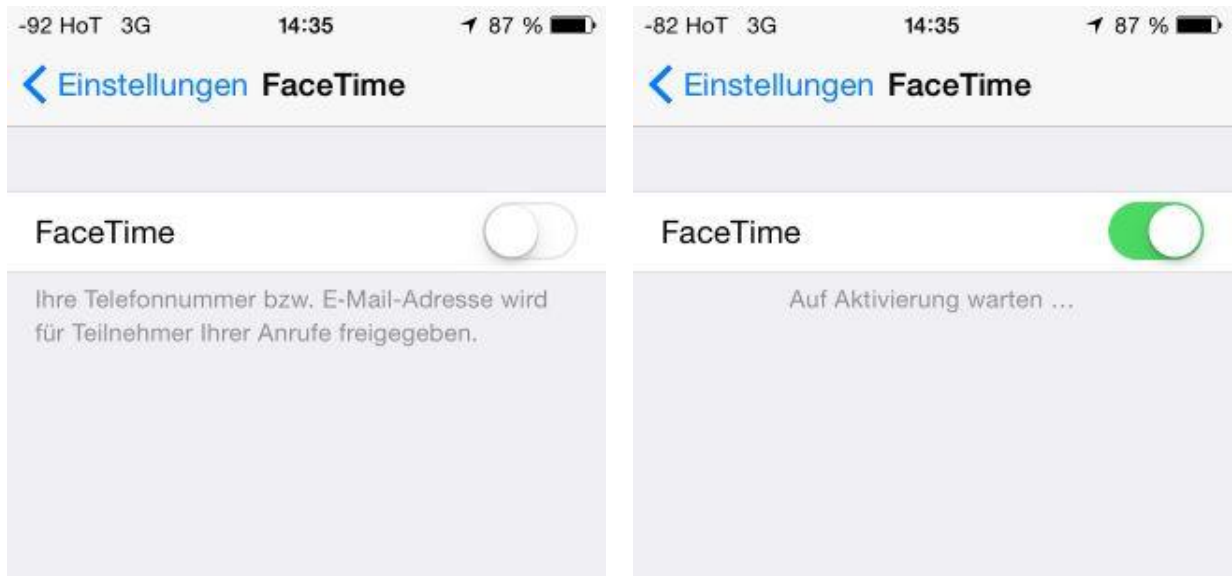 -92 HoT 3G 14:35 87 %
Einstellungen FaceTime
FaceTime
Ihre Telefonnummer bzw. E-Mail-Adresse wird
für Teilnehmer Ihrer Anrufe freigegeben.
-82 HoT 3G 14:35 87 %
Einstellungen FaceTime
FaceTime
Auf Aktivierung warten …